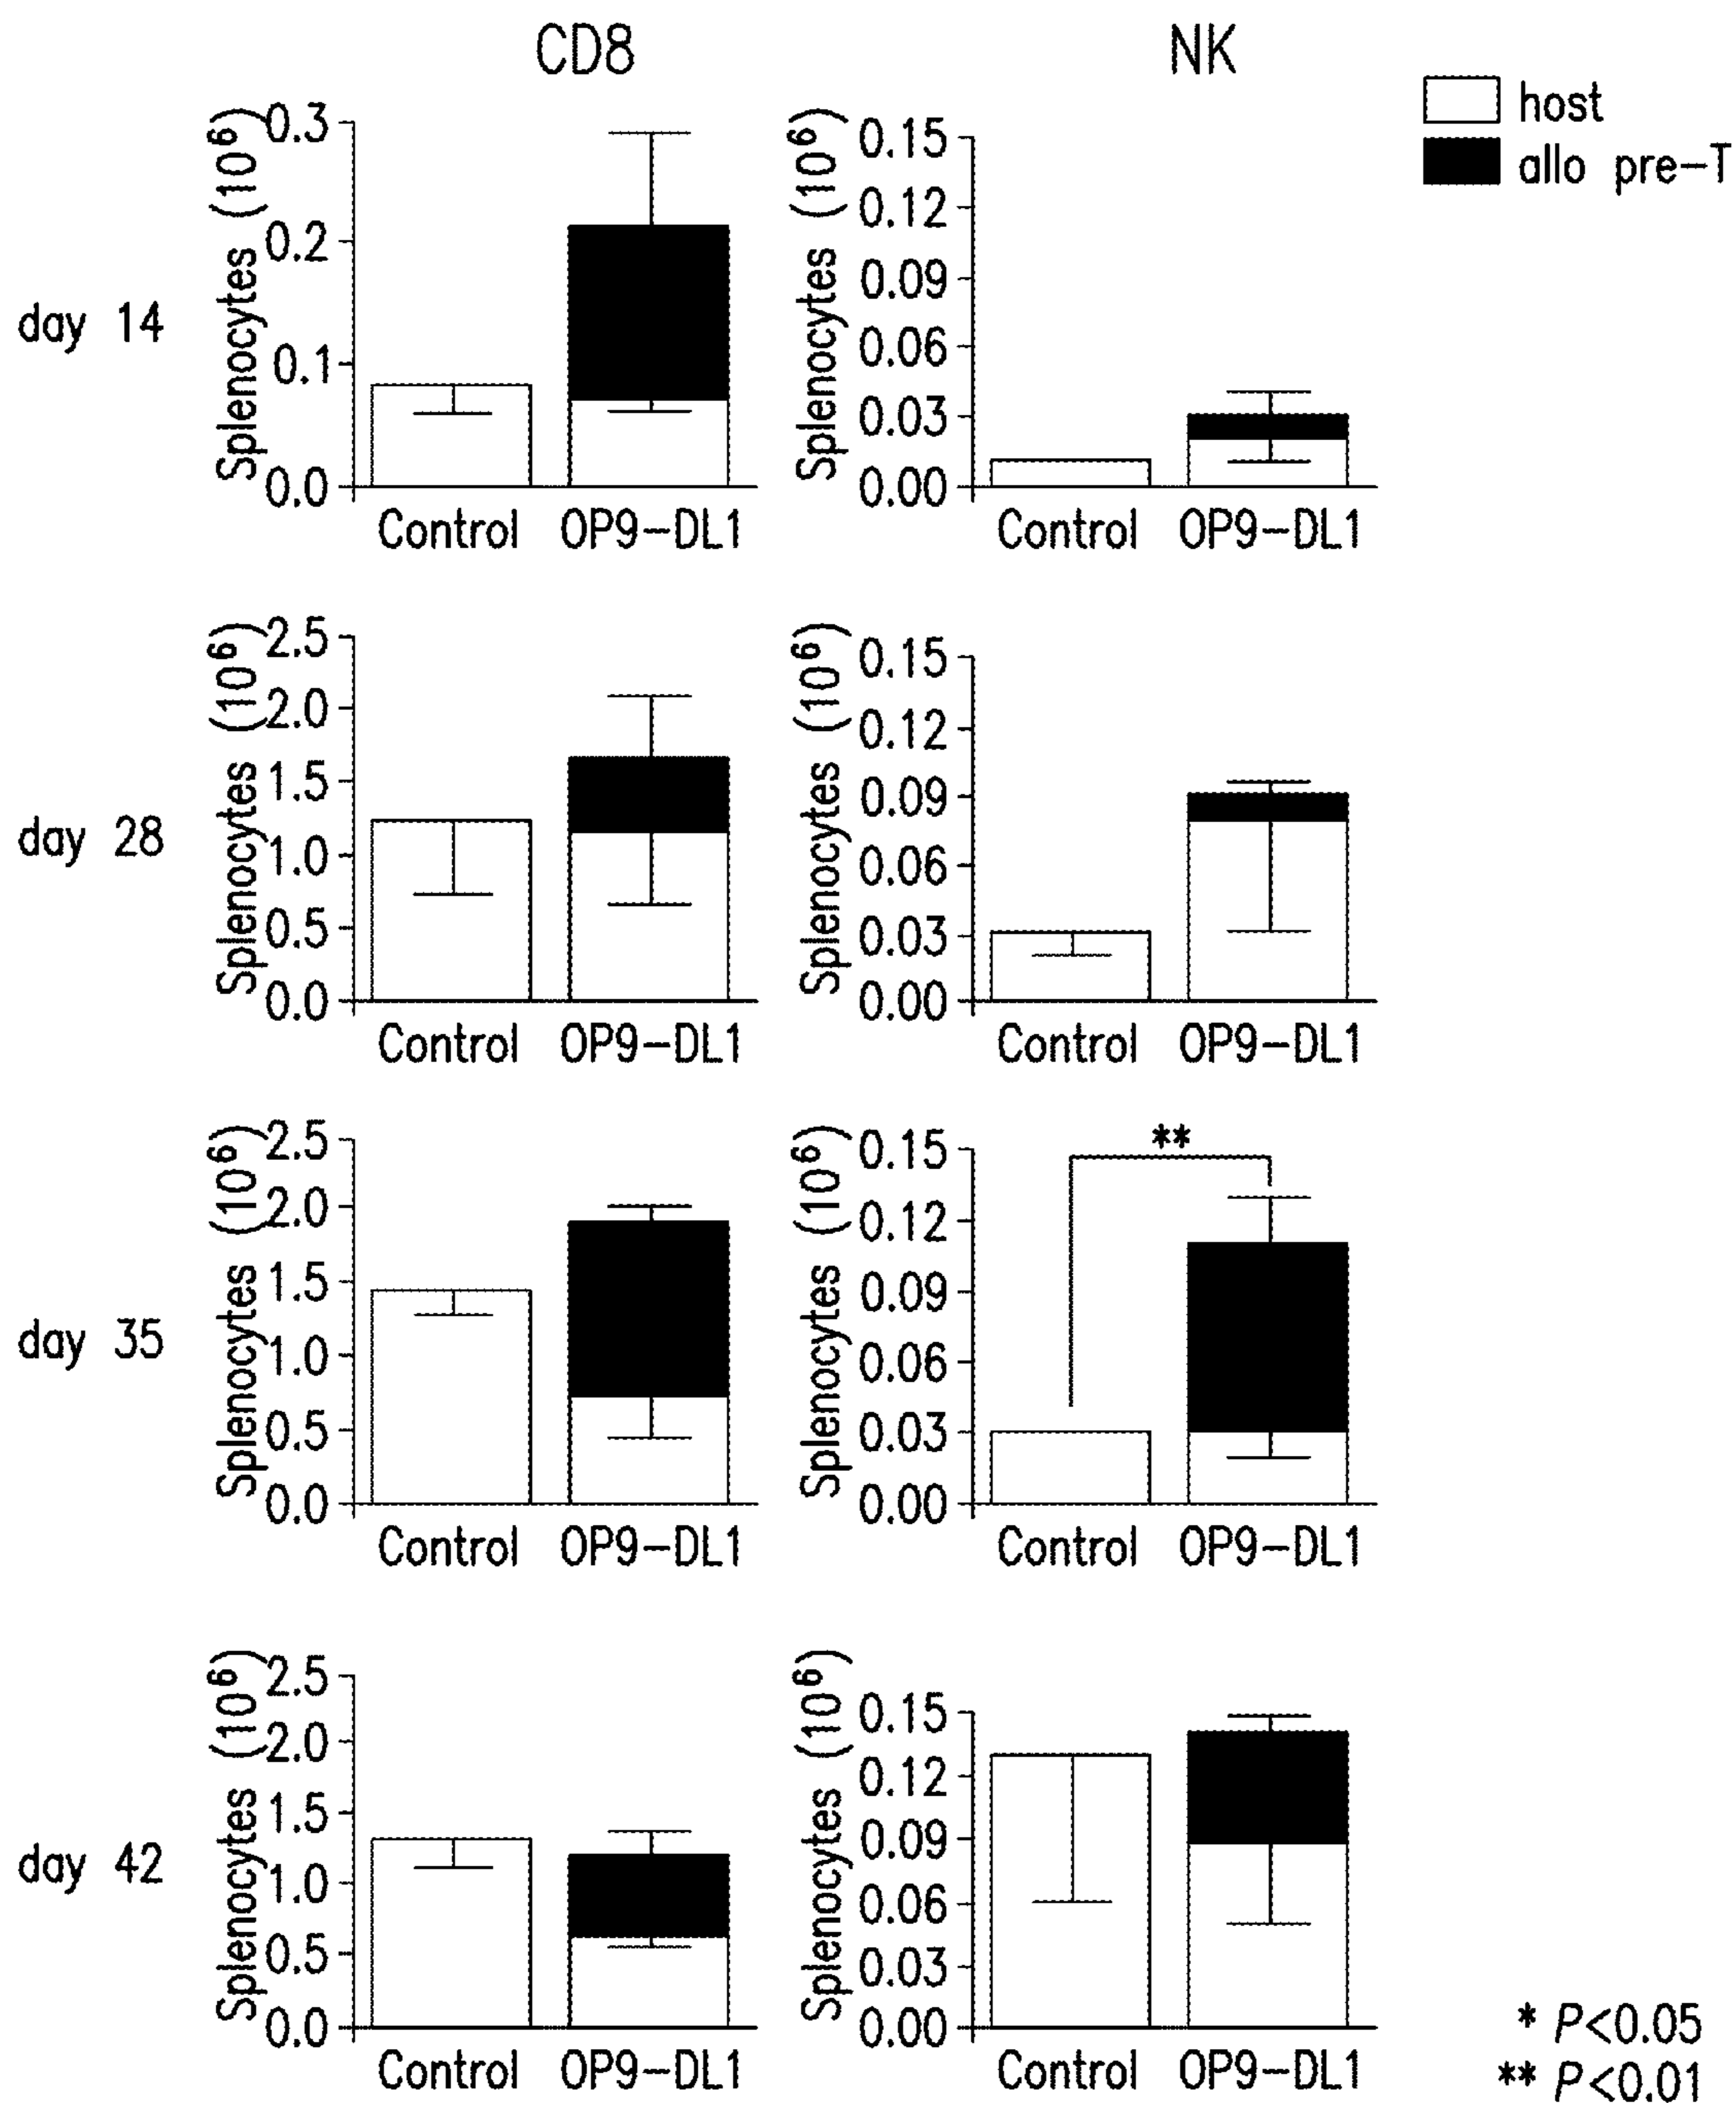 CD8
NK
host
allo pre-T
day 14
Splenocytes (10⁶)
0.3
0.2
0.1
0.0
Control OP9-DL1
Splenocytes (10⁶)
0.15
0.12
0.09
0.06
0.03
0.00
Control OP9-DL1
day 28
Splenocytes (10⁶)
2.5
2.0
1.5
1.0
0.5
0.0
Control OP9-DL1
Splenocytes (10⁶)
0.15
0.12
0.09
0.06
0.03
0.00
Control OP9-DL1
day 35
Splenocytes (10⁶)
2.5
2.0
1.5
1.0
0.5
0.0
Control OP9-DL1
Splenocytes (10⁶)
0.15
0.12
0.09
0.06
0.03
0.00
**
Control OP9-DL1
day 42
Splenocytes (10⁶)
2.5
2.0
1.5
1.0
0.5
0.0
Control OP9-DL1
Splenocytes (10⁶)
0.15
0.12
0.09
0.06
0.03
0.00
Control OP9-DL1
* P<0.05
** P<0.01